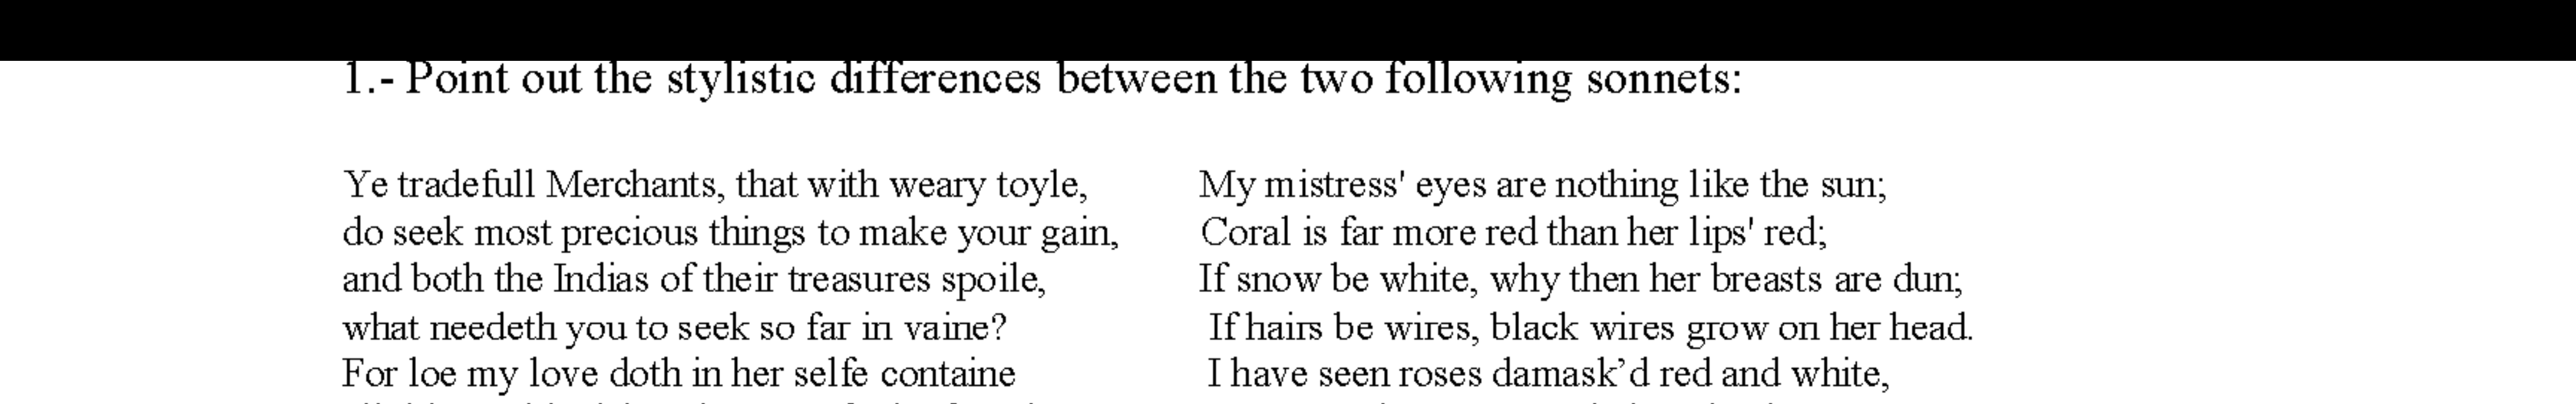 1.- Point out the stylistic differences between the two following sonnets:
Ye tradefull Merchants, that with weary toyle,
do seek most precious things to make your gain,
and both the Indias of their treasures spoile,
what needeth you to seek so far in vaine?
For loe my love doth in her selfe containe
My mistress' eyes are nothing like the sun;
Coral is far more red than her lips' red;
If snow be white, why then her breasts are dun;
If hairs be wires, black wires grow on her head.
I have seen roses damask’d red and white,